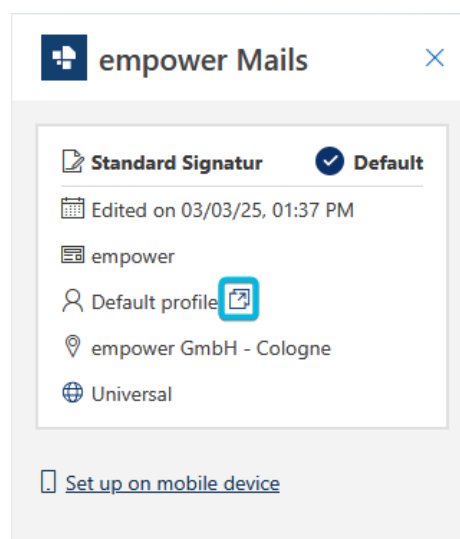 empower Mails
Standard Signatur Default
Edited on 03/03/25, 01:37 PM
empower
Default profile
empower GmbH - Cologne
Universal
Set up on mobile device